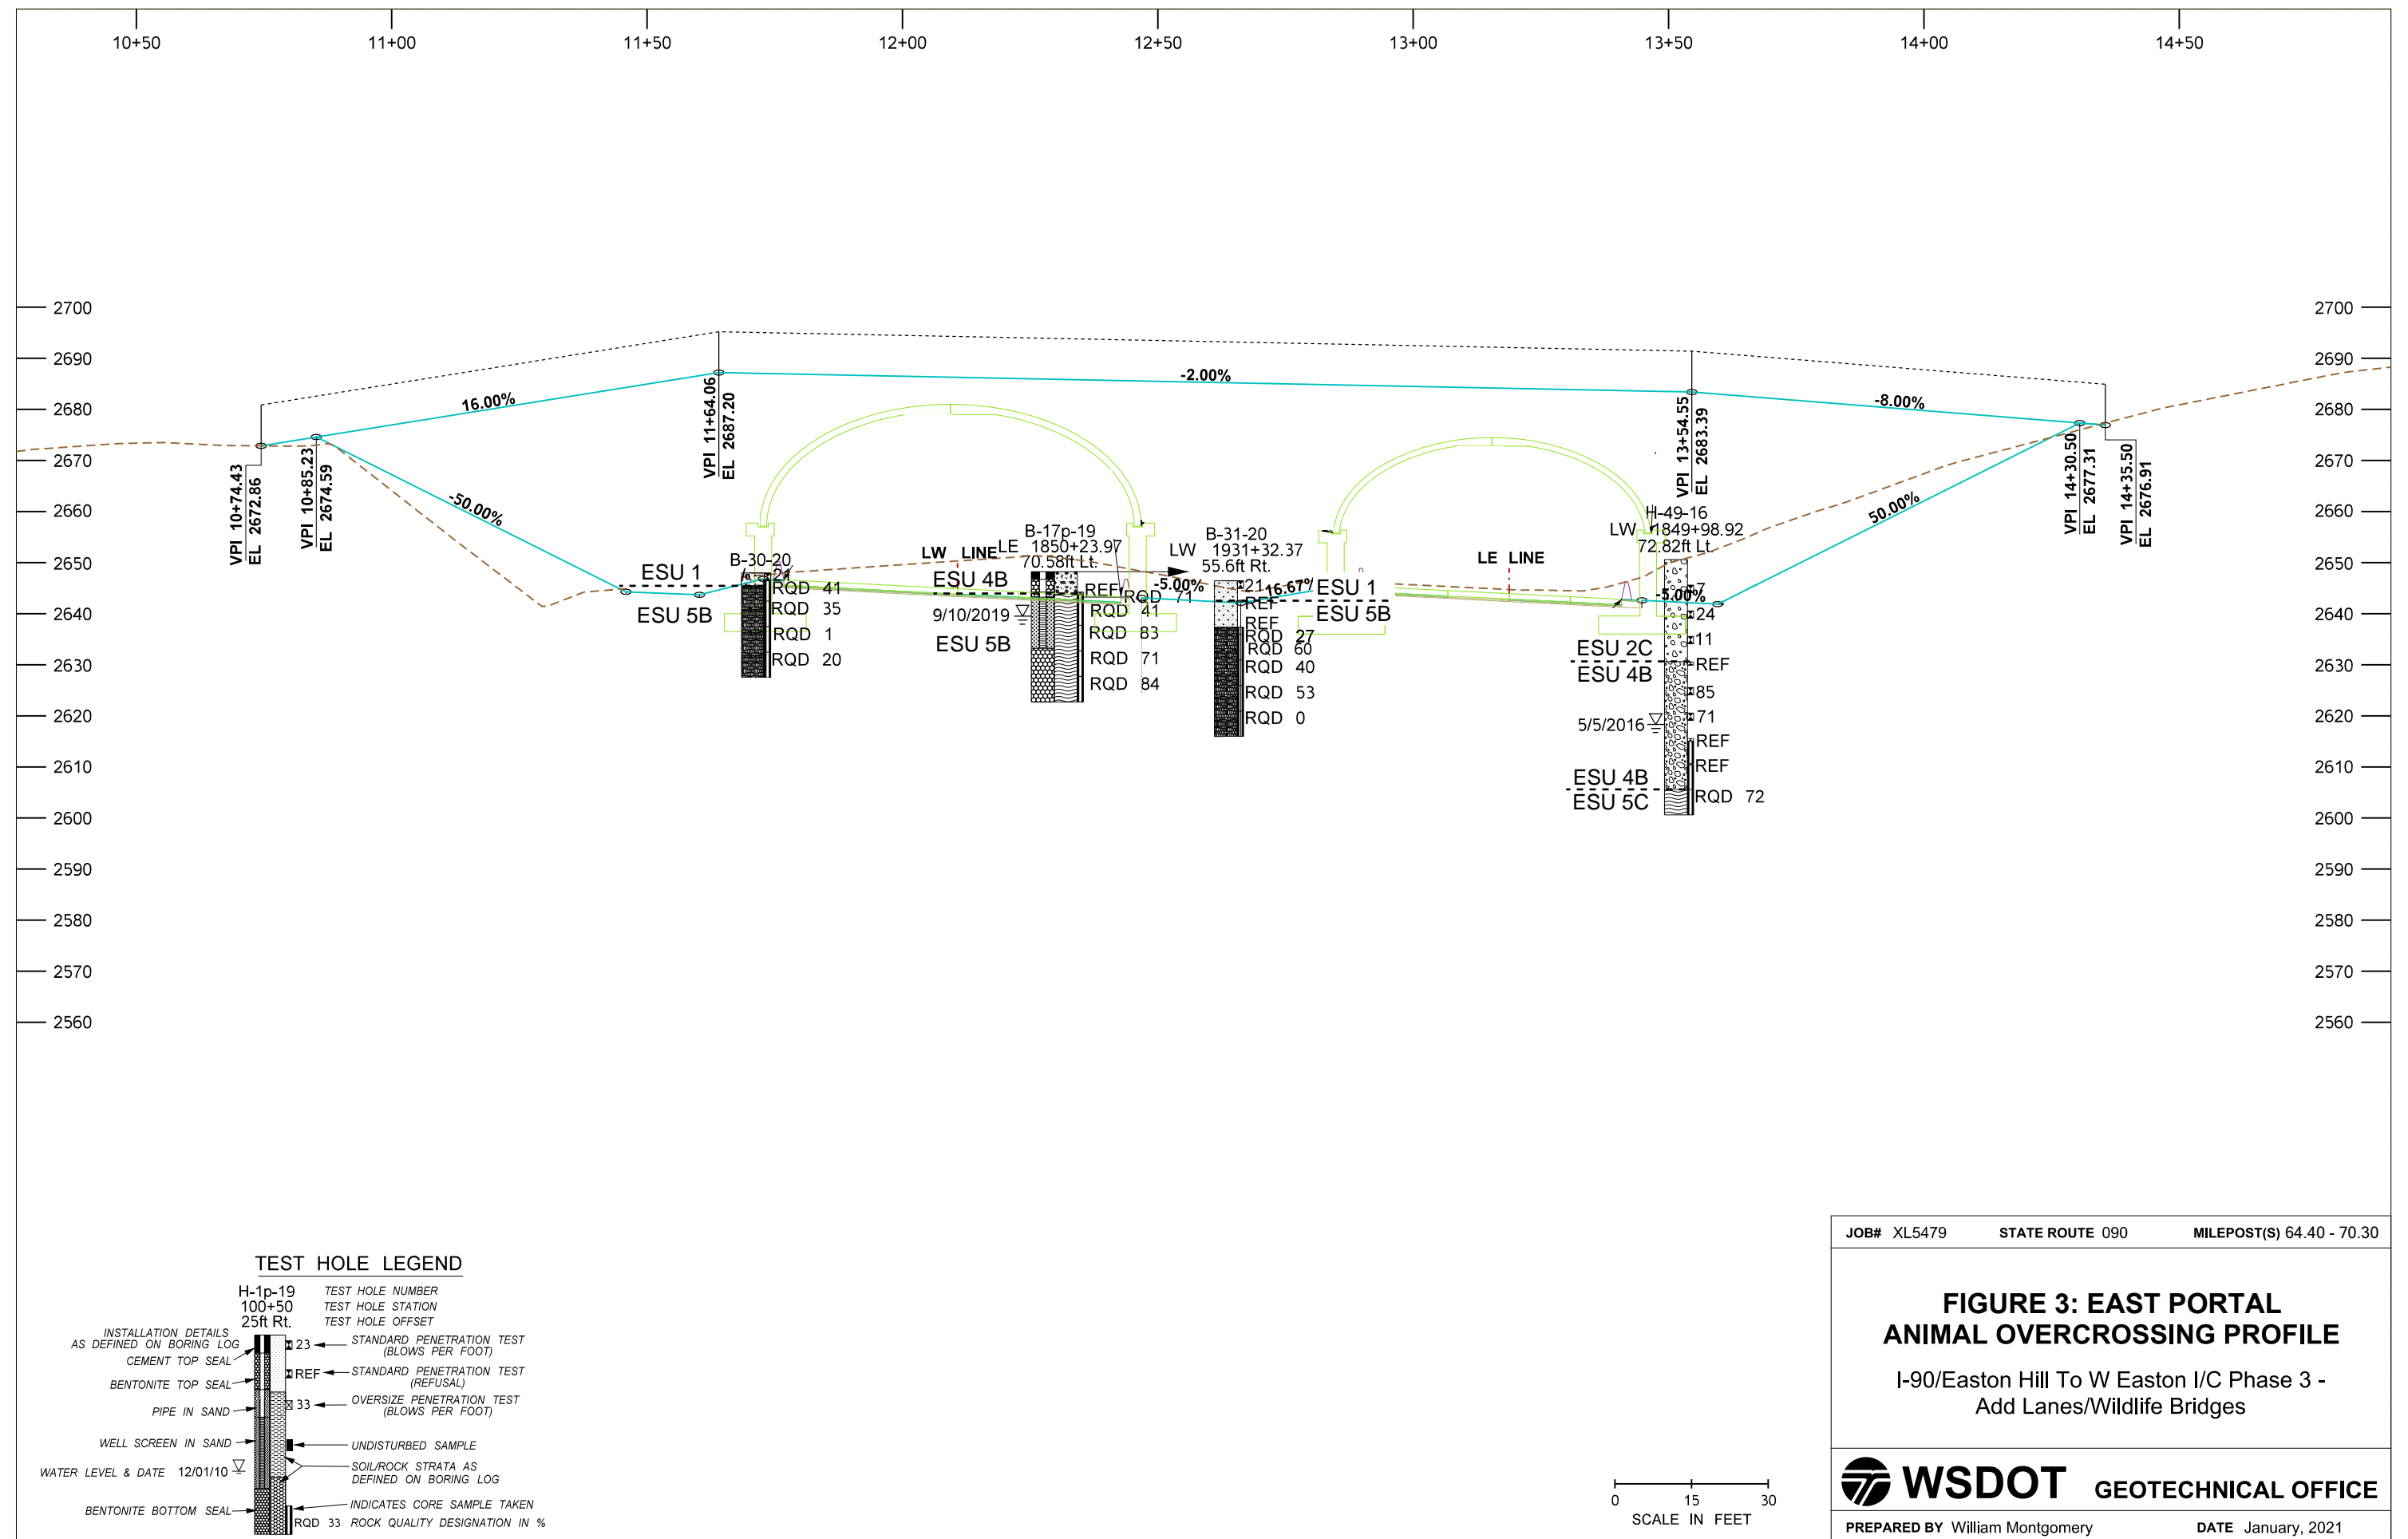 10+50 11+00 11+50 12+00 12+50 13+00 13+50 14+00 14+50
2700 2700
2690 2690
2680 2680
2670 2670
2660 2660
2650 2650
2640 2640
2630 2630
2620 2620
2610 2610
2600 2600
2590 2590
2580 2580
2570 2570
2560 2560
16.00%
-2.00%
-8.00%
-50.00%
50.00%
-5.00%
16.67%
-5.00%
VPI 10+74.43
EL 2672.86
VPI 10+85.23
EL 2674.59
VPI 11+64.06
EL 2687.20
VPI 13+54.55
EL 2683.39
VPI 14+30.50
EL 2677.31
VPI 14+35.50
EL 2676.91
ESU 1
ESU 5B
B-30-20
RQD 41
RQD 35
RQD 1
RQD 20
LW LINE
ESU 4B
9/10/2019
ESU 5B
B-17p-19
LE 1850+23.97
70.58ft Lt.
REF
RQD 71
RQD 41
RQD 83
RQD 71
RQD 84
B-31-20
LW 1931+32.37
55.6ft Rt.
21
REF
REF
RQD 27
RQD 60
RQD 40
RQD 53
RQD 0
ESU 1
ESU 5B
LE LINE
H-49-16
LW 1849+98.92
72.82ft Lt.
7
24
11
REF
85
71
REF
REF
RQD 72
ESU 2C
ESU 4B
5/5/2016
ESU 4B
ESU 5C
TEST HOLE LEGEND
H-1p-19 TEST HOLE NUMBER
100+50 TEST HOLE STATION
25ft Rt. TEST HOLE OFFSET
INSTALLATION DETAILS
AS DEFINED ON BORING LOG
CEMENT TOP SEAL
BENTONITE TOP SEAL
PIPE IN SAND
WELL SCREEN IN SAND
WATER LEVEL & DATE 12/01/10
BENTONITE BOTTOM SEAL
23 STANDARD PENETRATION TEST
(BLOWS PER FOOT)
REF STANDARD PENETRATION TEST
(REFUSAL)
33 OVERSIZE PENETRATION TEST
(BLOWS PER FOOT)
UNDISTURBED SAMPLE
SOIL/ROCK STRATA AS
DEFINED ON BORING LOG
INDICATES CORE SAMPLE TAKEN
RQD 33 ROCK QUALITY DESIGNATION IN %
0 15 30
SCALE IN FEET
JOB# XL5479 STATE ROUTE 090 MILEPOST(S) 64.40 - 70.30
FIGURE 3: EAST PORTAL
ANIMAL OVERCROSSING PROFILE
I-90/Easton Hill To W Easton I/C Phase 3 -
Add Lanes/Wildlife Bridges
WSDOT GEOTECHNICAL OFFICE
PREPARED BY William Montgomery DATE January, 2021